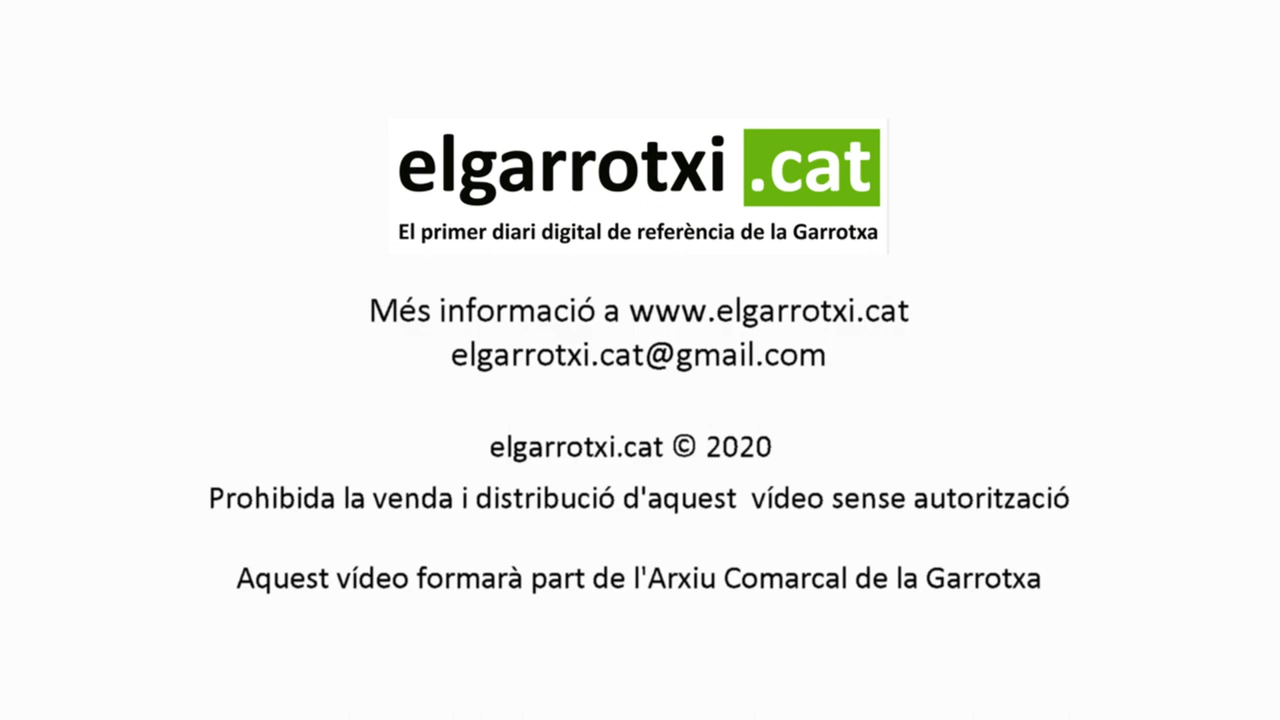 elgarrotxi .cat
El primer diari digital de referència de la Garrotxa
Més informació a www.elgarrotxi.cat
elgarrotxi.cat@gmail.com
elgarrotxi.cat © 2020
Prohibida la venda i distribució d'aquest vídeo sense autorització
Aquest vídeo formarà part de l'Arxiu Comarcal de la Garrotxa